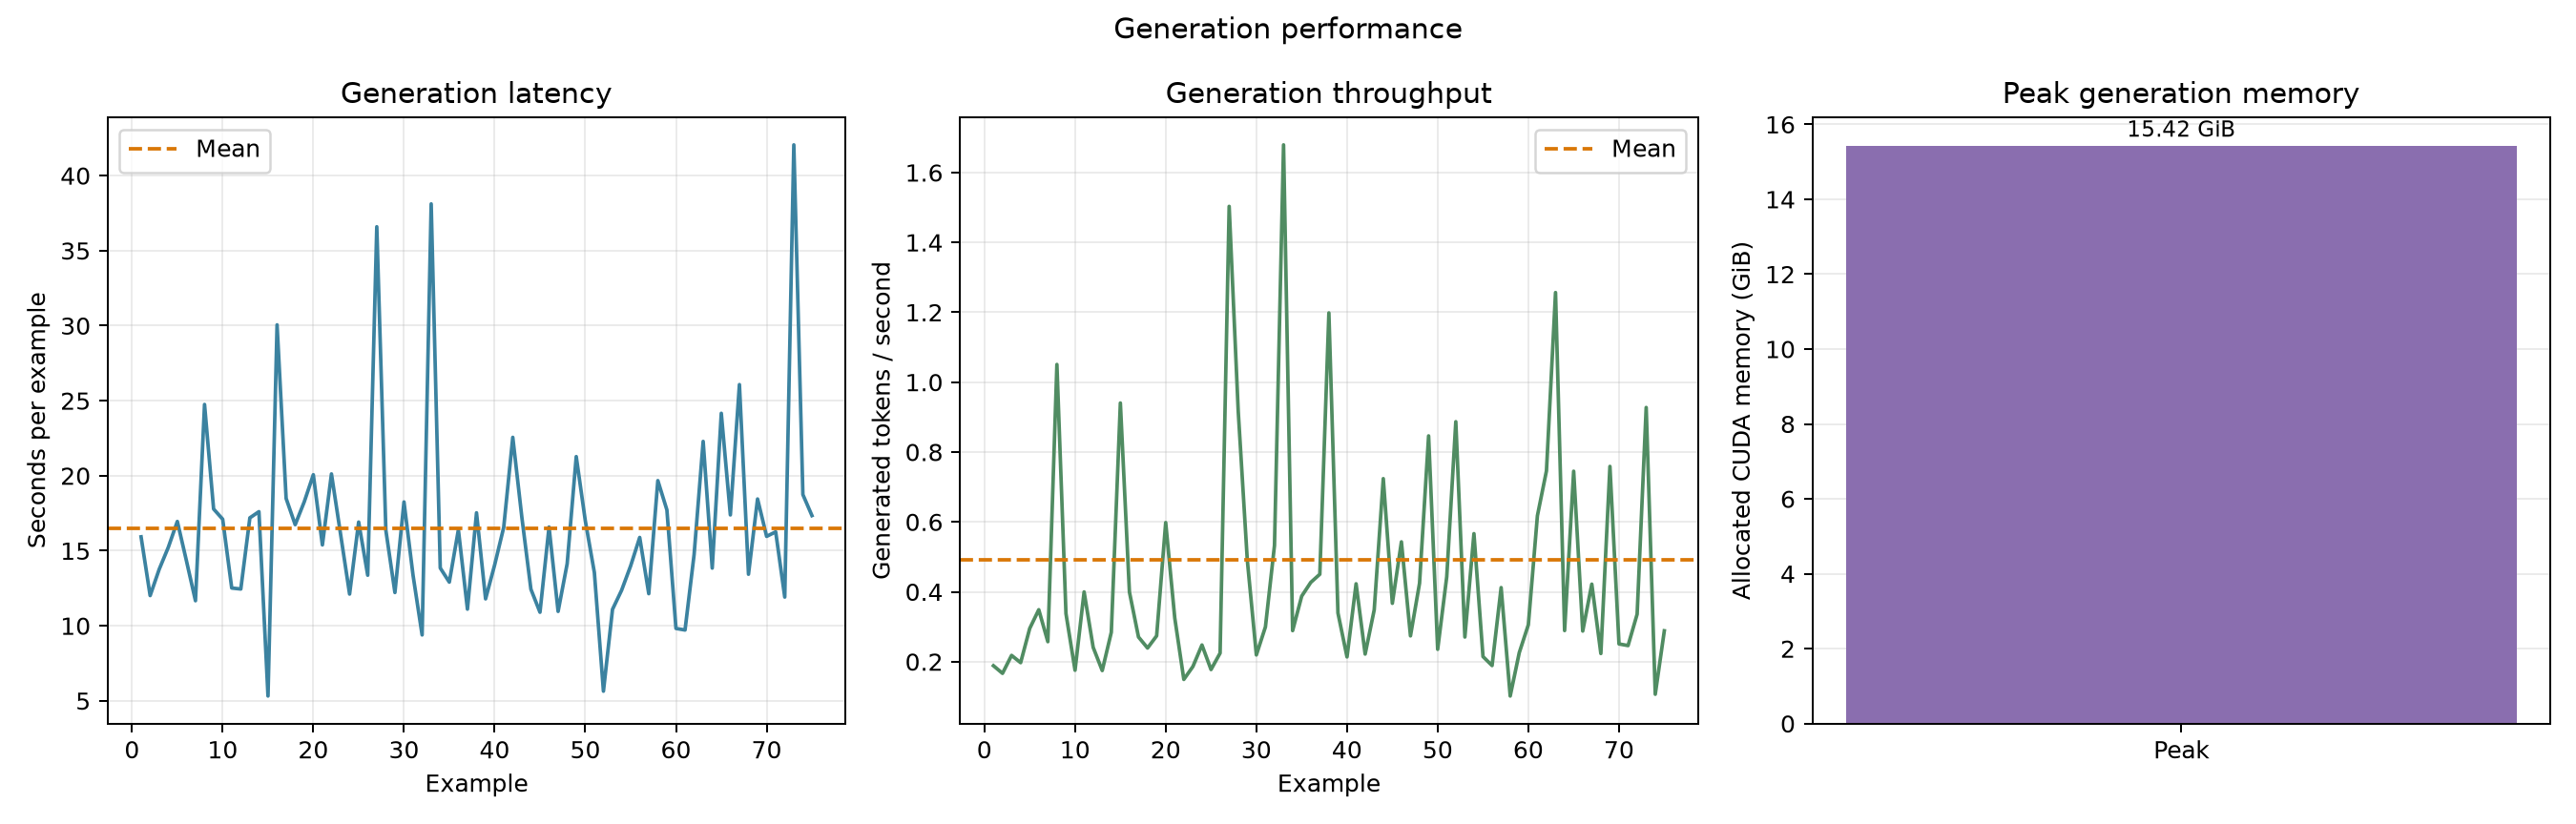 Generation performance
Generation latency
Mean
40
35
30
25
20
15
10
5
Seconds per example
0 10 20 30 40 50 60 70
Example
Generation throughput
Mean
1.6
1.4
1.2
1.0
0.8
0.6
0.4
0.2
Generated tokens / second
0 10 20 30 40 50 60 70
Example
Peak generation memory
15.42 GiB
16
14
12
10
8
6
4
2
0
Allocated CUDA memory (GiB)
Peak